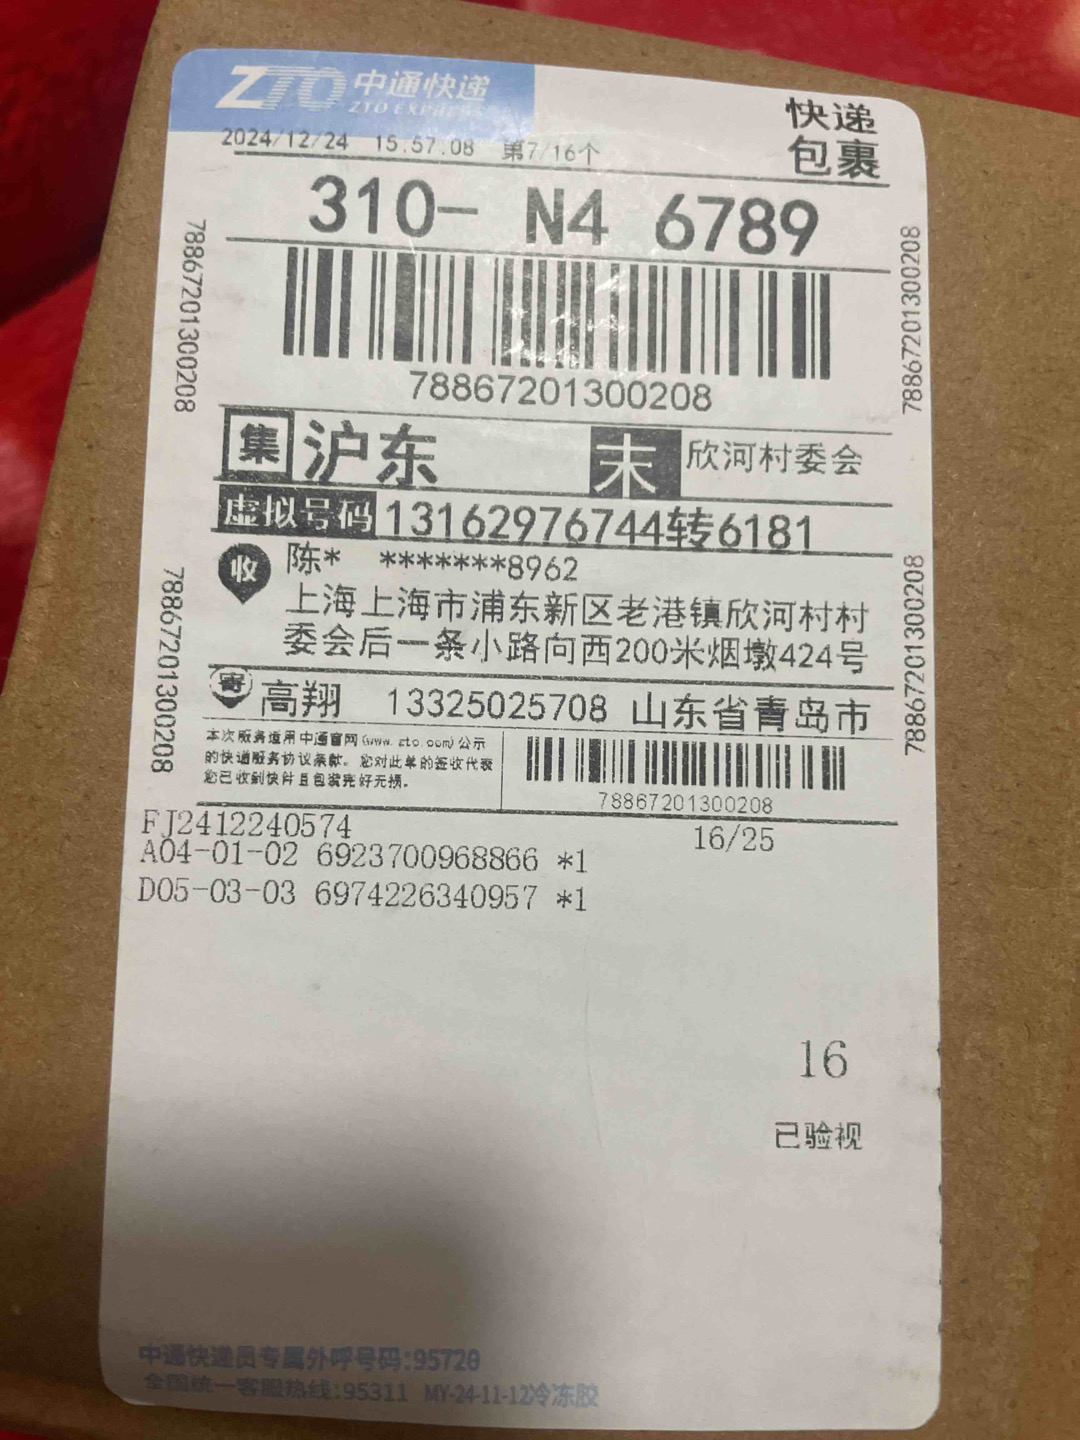 ZTO 中通快递
ZTO EXPRESS
快递
包裹
2024/12/24 15:57:08 第7/16个
310- N4 6789
78867201300208
78867201300208
78867201300208
集 沪东 末 欣河村委会
虚拟号码 13162976744转6181
收 陈* *******8962
上海上海市浦东新区老港镇欣河村村
委会后一条小路向西200米烟墩424号
78867201300208
78867201300208
寄 高翔 13325025708 山东省青岛市
本次服务适用中通官网(www.zto.com)公示
的快递服务协议条款。您对此单的签收代表
您已收到快件且包裹完好无损。
78867201300208
FJ2412240574 16/25
A04-01-02 6923700968866 *1
D05-03-03 6974226340957 *1
16
已验视
中通快递员专属外呼号码:95720
全国统一客服热线:95311 MY-24-11-12冷冻胶